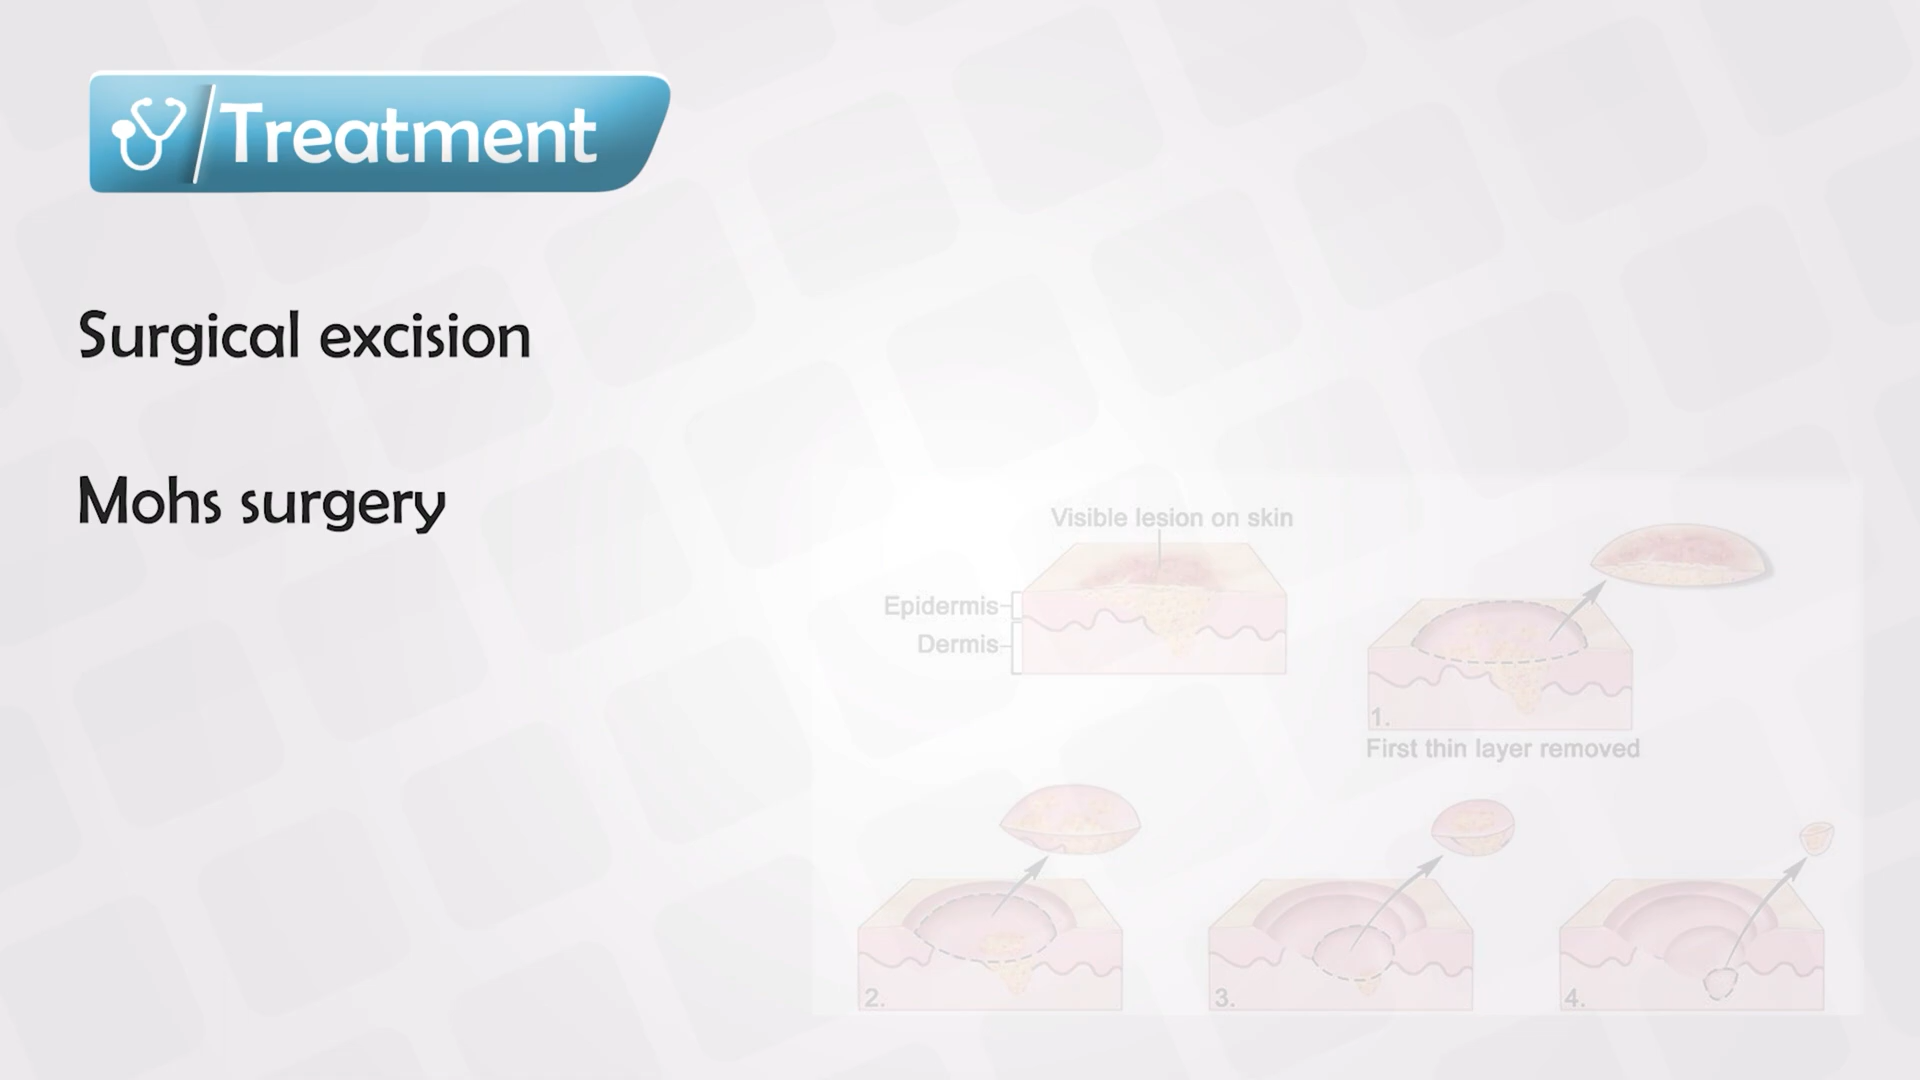 Treatment
Surgical excision
Mohs surgery
Visible lesion on skin
Epidermis
Dermis
1.
First thin layer removed
2.
3.
4.